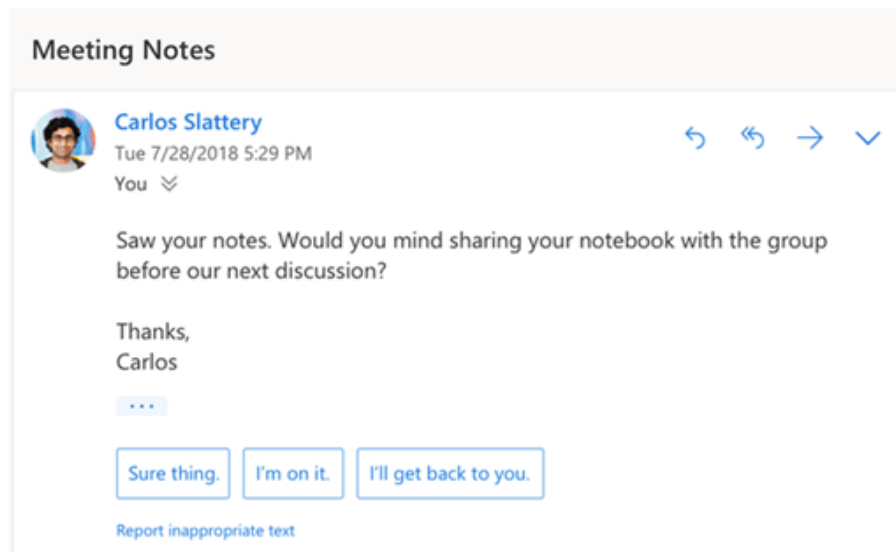 Meeting Notes
Carlos Slattery
Tue 7/28/2018 5:29 PM
You
Saw your notes. Would you mind sharing your notebook with the group
before our next discussion?
Thanks,
Carlos
...
Sure thing. I'm on it. I'll get back to you.
Report inappropriate text